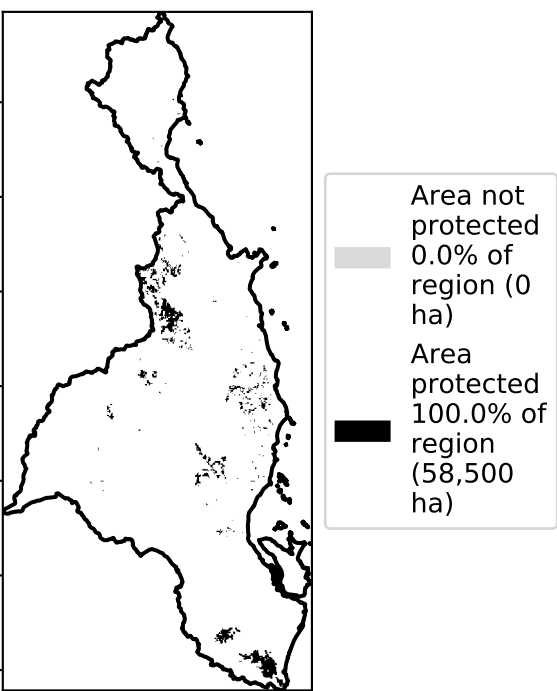 Area not
protected
0.0% of
region (0
ha)
Area
protected
100.0% of
region
(58,500
ha)